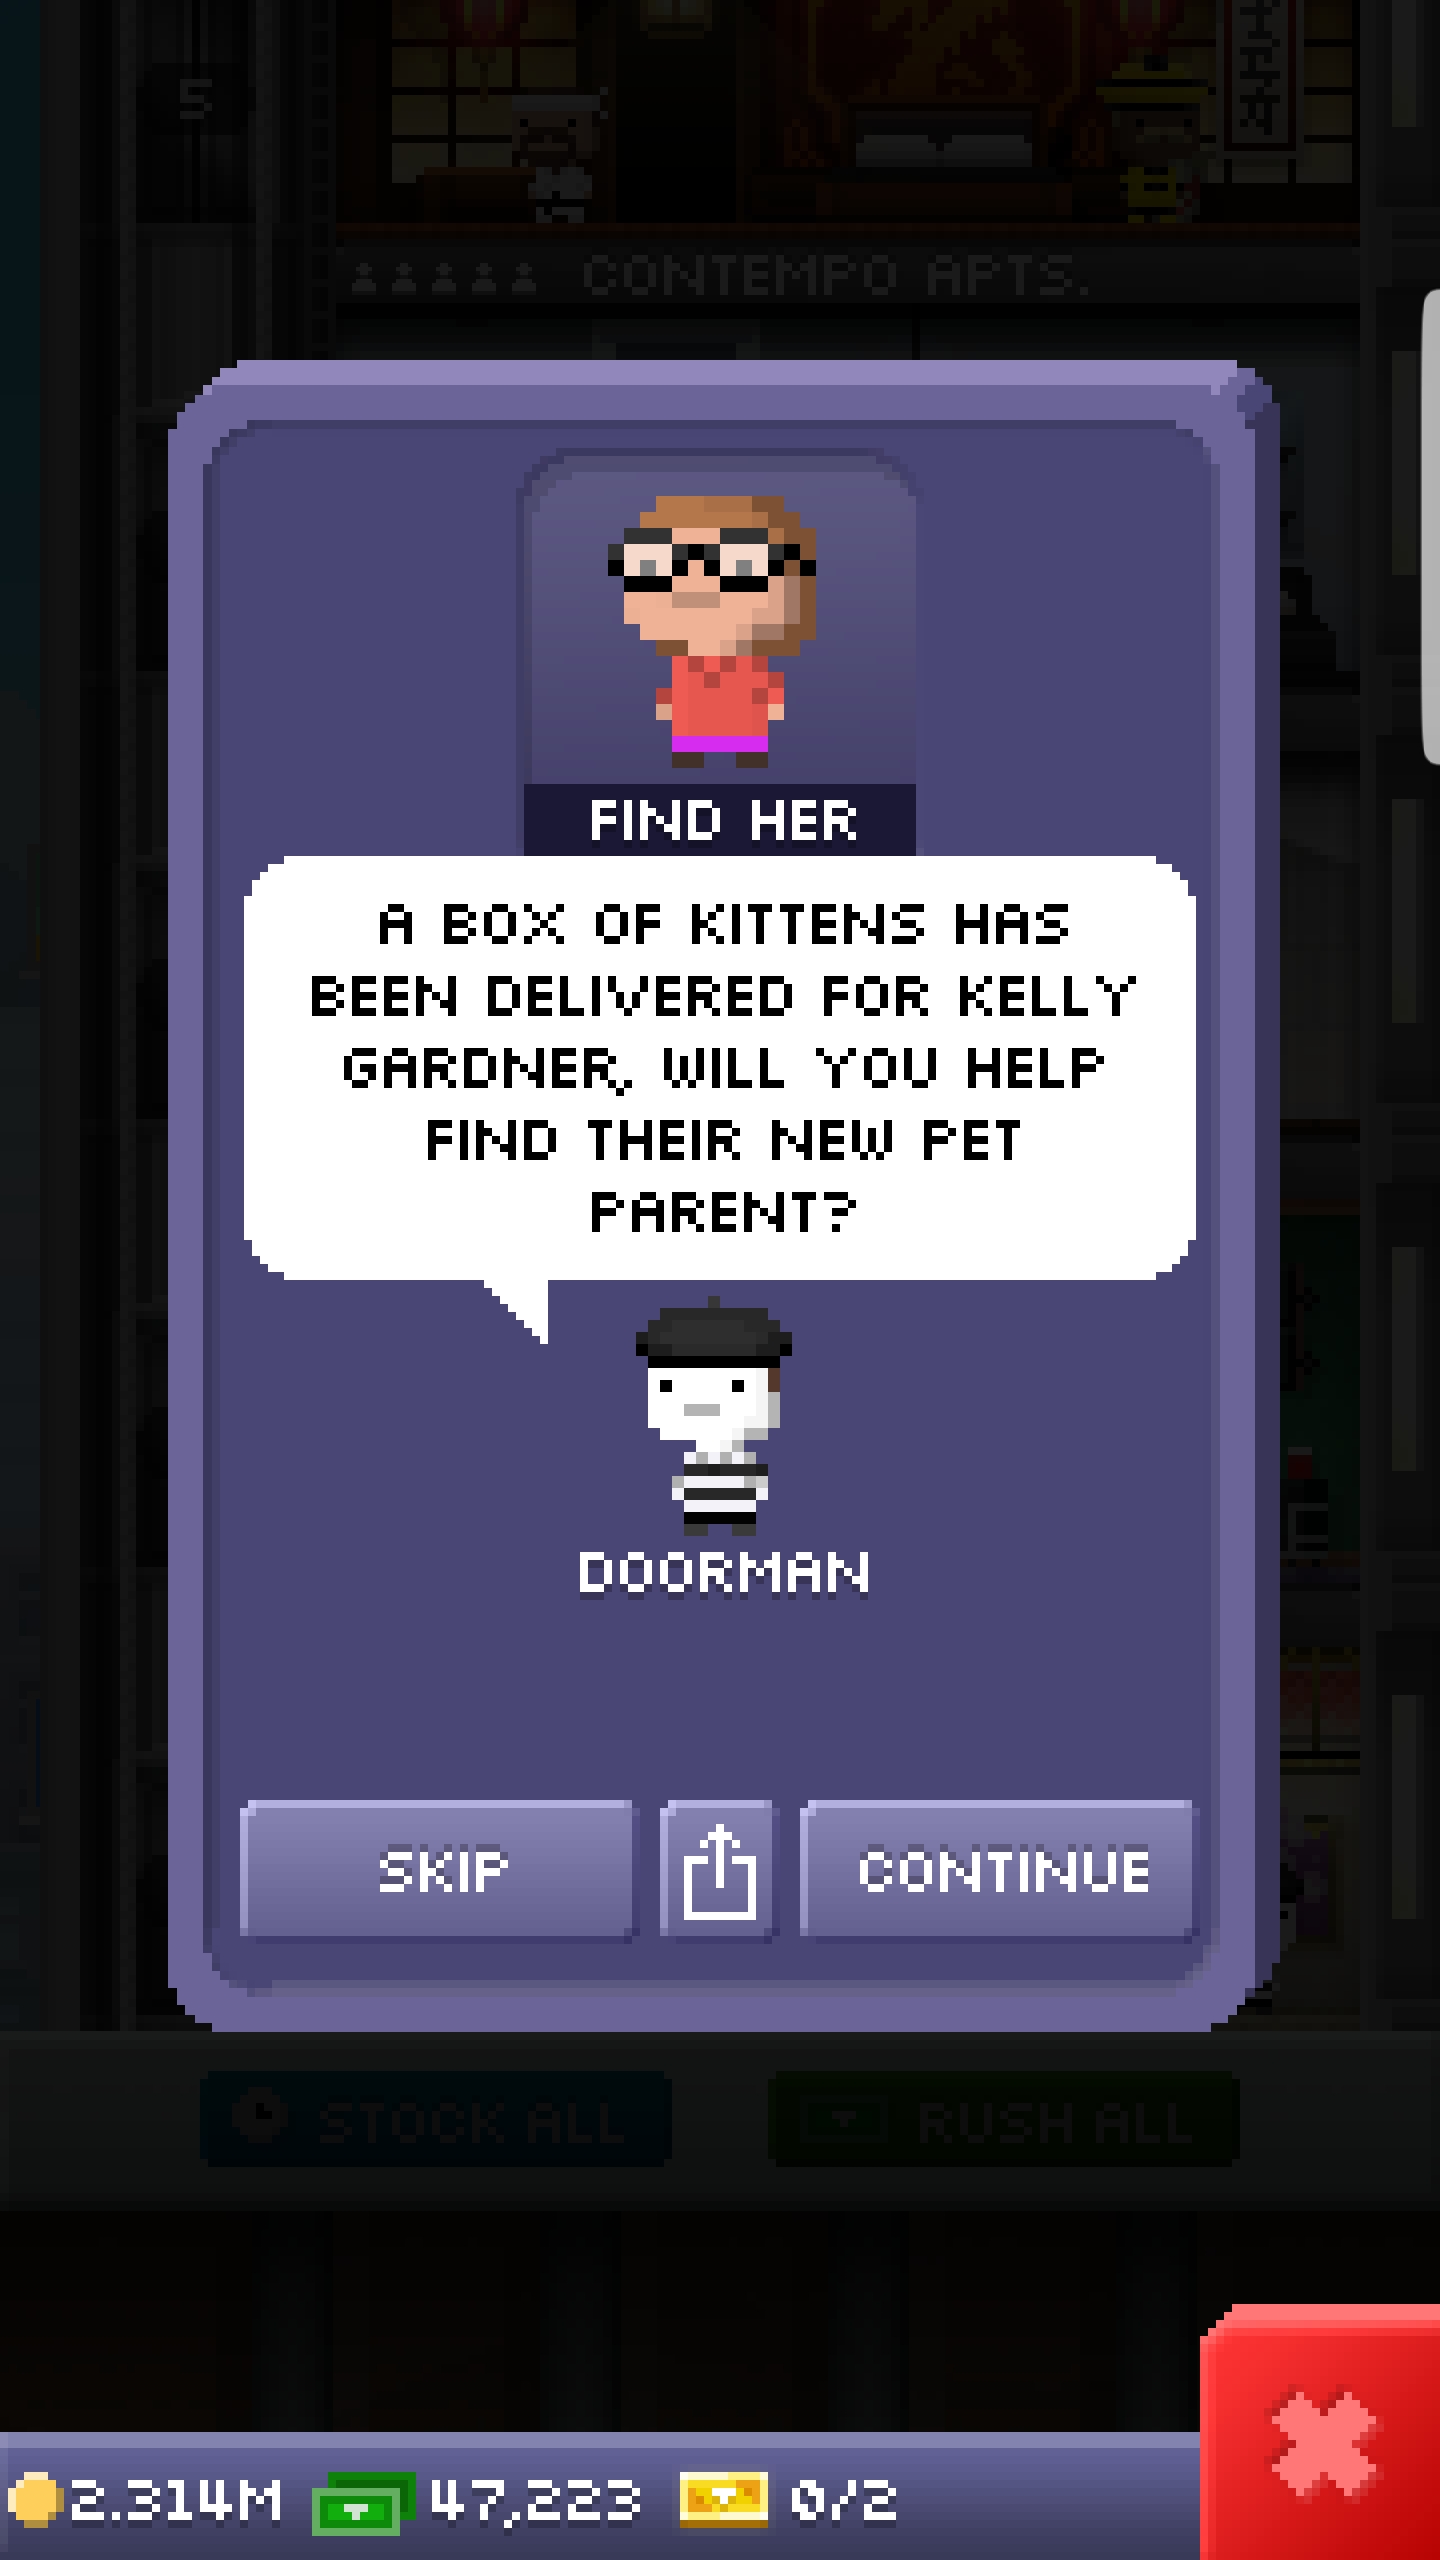 5
CONTEMPO APTS.
FIND HER
A BOX OF KITTENS HAS
BEEN DELIVERED FOR KELLY
GARDNER, WILL YOU HELP
FIND THEIR NEW PET
PARENT?
DOORMAN
SKIP
CONTINUE
STOCK ALL
RUSH ALL
2.314M
47,223
0/2